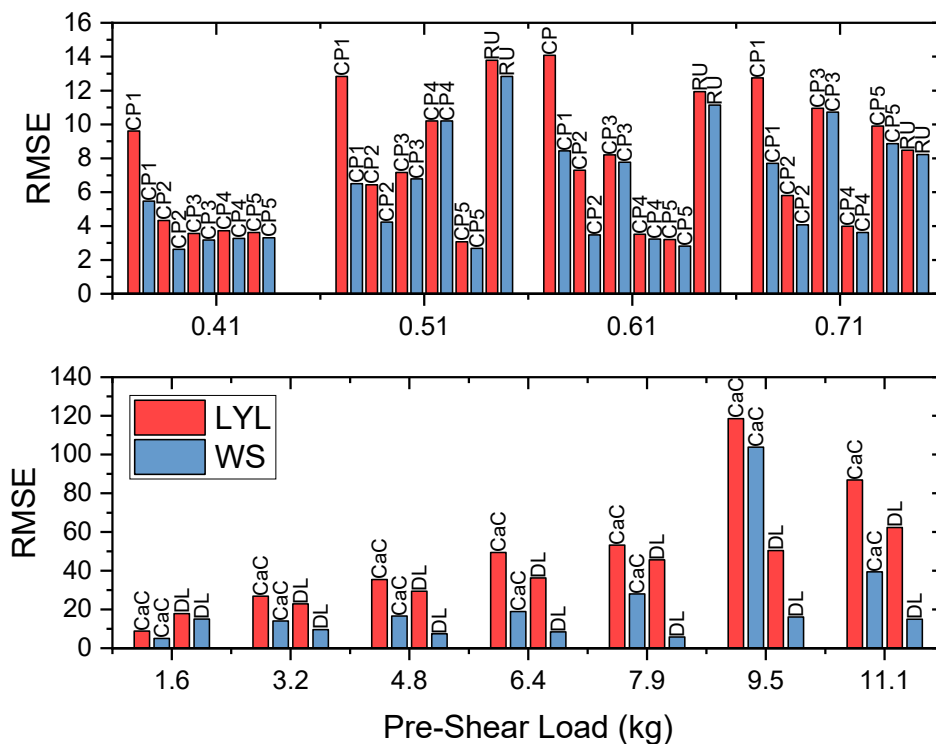 RMSE
16
14
12
10
8
6
4
2
0
CP1
CP1
CP2
CP2
CP3
CP3
CP4
CP4
CP5
CP5
CP1
CP1
CP2
CP2
CP3
CP3
CP4
CP4
CP5
CP5
RU
RU
CP
CP1
CP2
CP2
CP3
CP3
CP4
CP4
CP5
CP5
RU
RU
CP1
CP1
CP2
CP2
CP3
CP3
CP4
CP4
CP5
CP5
RU
RU
0.41 0.51 0.61 0.71
RMSE
140
120
100
80
60
40
20
0
LYL
WS
CaC
CaC
DL
DL
CaC
CaC
DL
DL
CaC
CaC
DL
DL
CaC
CaC
DL
DL
CaC
CaC
DL
DL
CaC
CaC
DL
DL
CaC
CaC
DL
DL
1.6 3.2 4.8 6.4 7.9 9.5 11.1
Pre-Shear Load (kg)